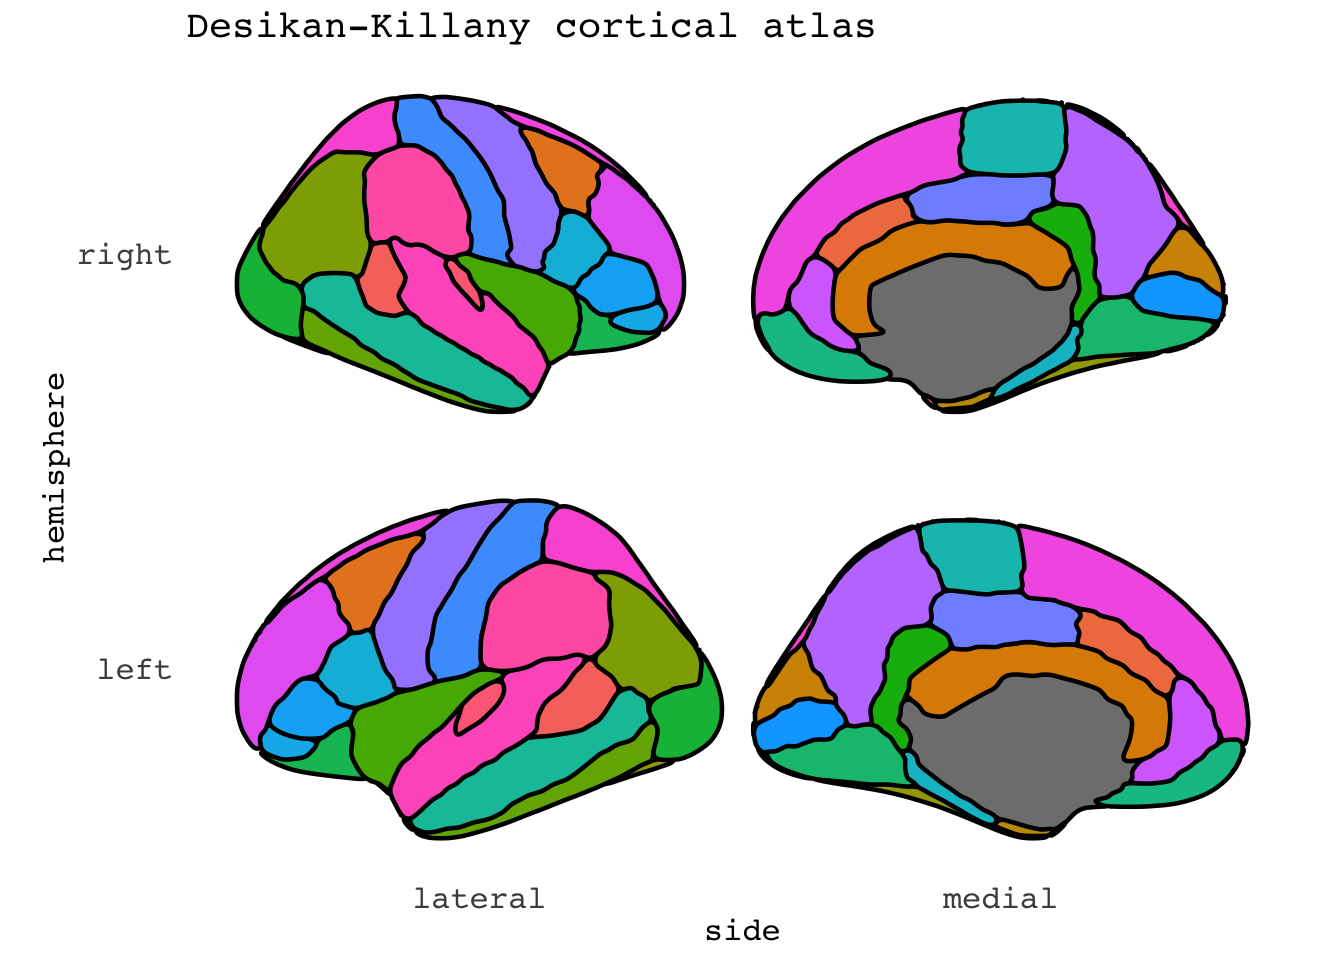 Desikan-Killany cortical atlas
right
hemisphere
left
lateral
medial
side